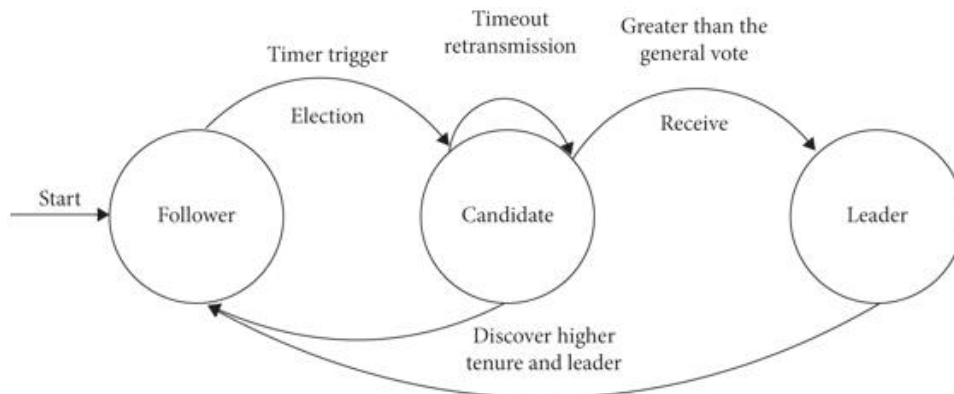 Timeout
retransmission
Greater than the
general vote
Timer trigger
Election
Receive
Start
Follower
Candidate
Leader
Discover higher
tenure and leader